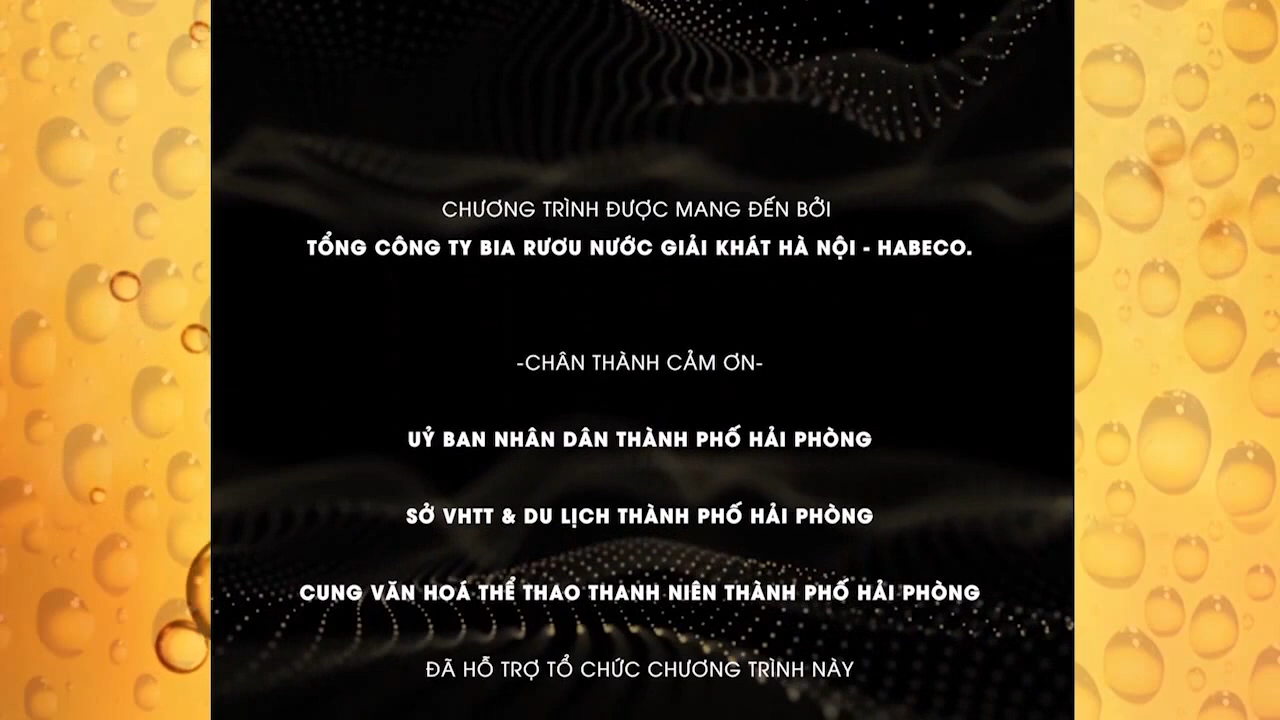 CHƯƠNG TRÌNH ĐƯỢC MANG ĐẾN BỞI
TỔNG CÔNG TY BIA RƯƠU NƯỚC GIẢI KHÁT HÀ NỘI - HABECO.
-CHÂN THÀNH CẢM ƠN-
UỶ BAN NHÂN DÂN THÀNH PHỐ HẢI PHÒNG
SỞ VHTT & DU LỊCH THÀNH PHỐ HẢI PHÒNG
CUNG VĂN HOÁ THỂ THAO THANH NIÊN THÀNH PHỐ HẢI PHÒNG
ĐÃ HỖ TRỢ TỔ CHỨC CHƯƠNG TRÌNH NÀY